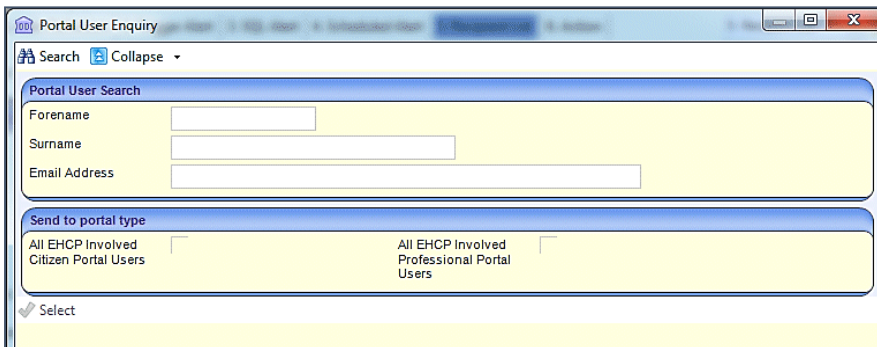 Portal User Enquiry
Search Collapse
Portal User Search
Forename
Surname
Email Address
Send to portal type
All EHCP Involved
Citizen Portal Users
All EHCP Involved
Professional Portal
Users
Select